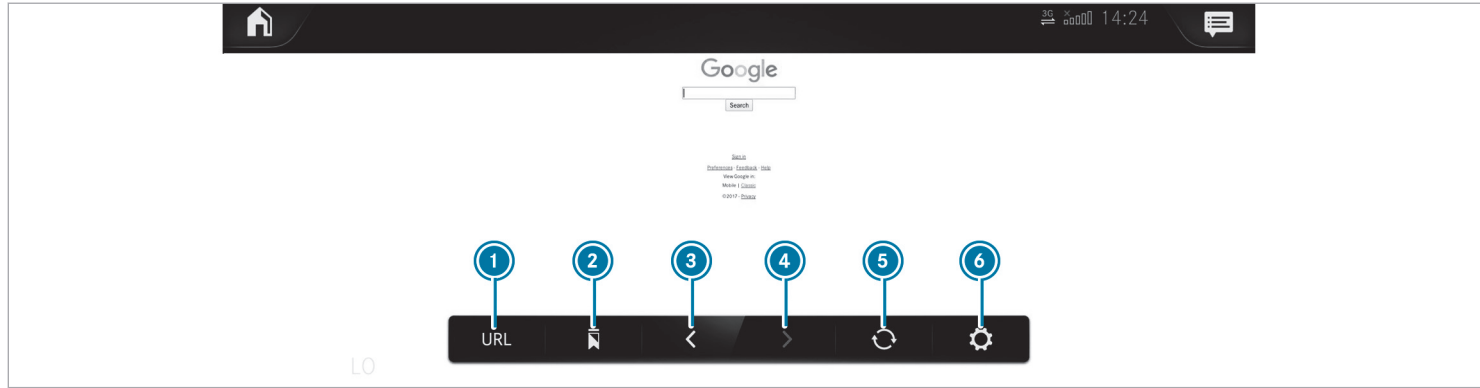 3G 14:24
Google
Search
Sign in
Preferences - Feedback - Help
View Google in:
Mobile | Classic
©2017 - Privacy
1 2 3 4 5 6
URL
LO